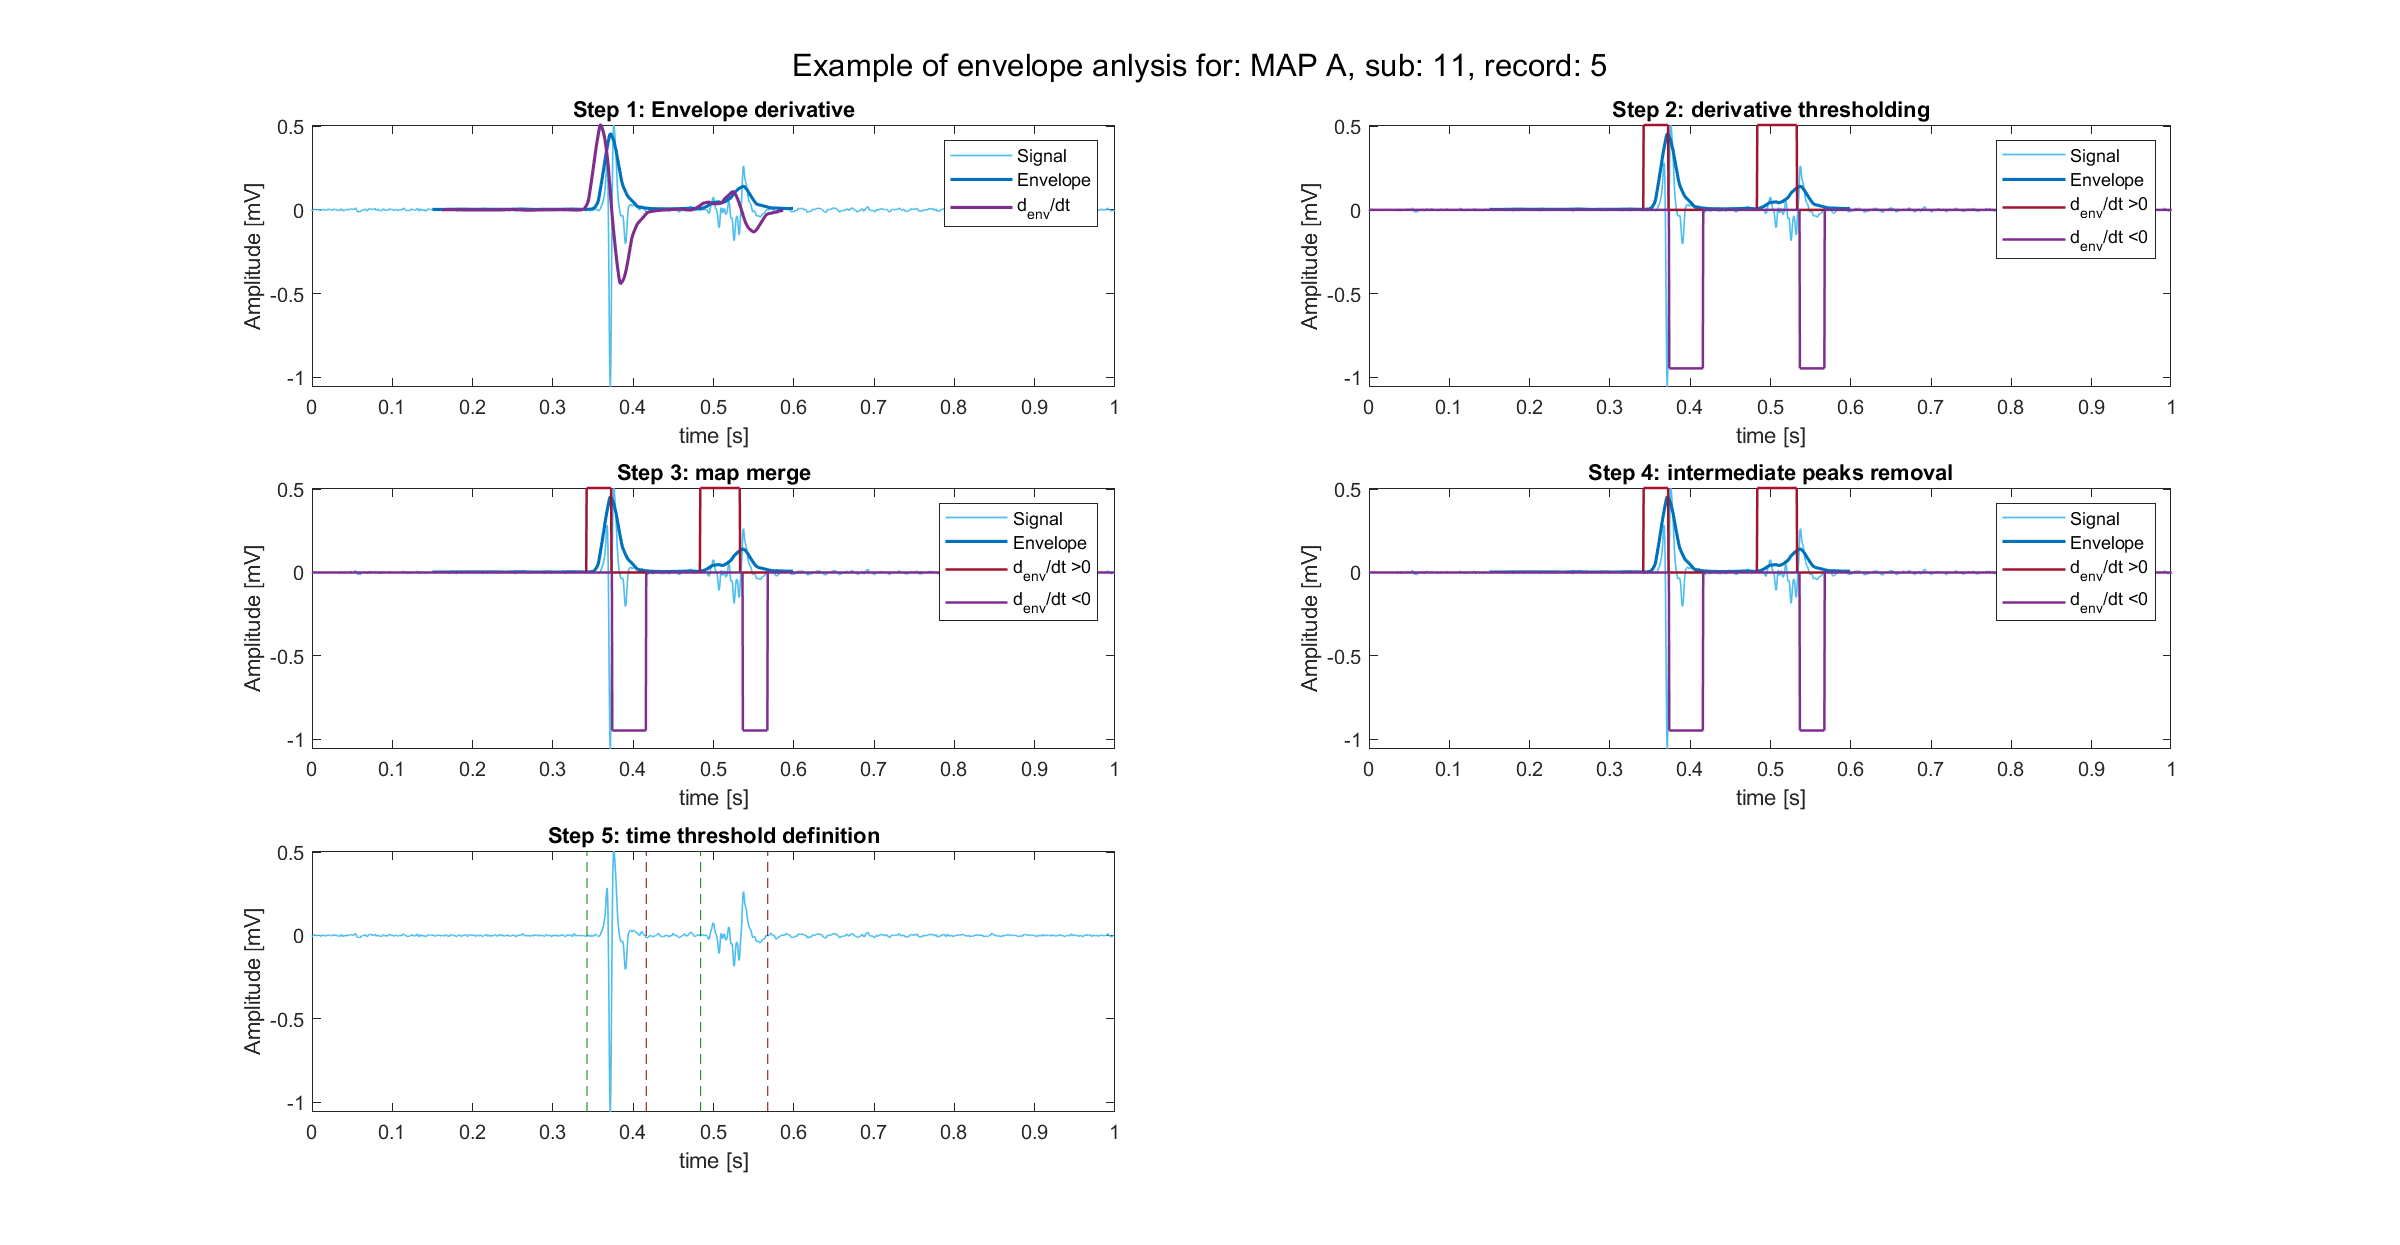 Example of envelope anlysis for: MAP A, sub: 11, record: 5
Step 1: Envelope derivative
0.5
0
-0.5
-1
Amplitude [mV]
Signal
Envelope
d_env/dt
0 0.1 0.2 0.3 0.4 0.5 0.6 0.7 0.8 0.9 1
time [s]
Step 2: derivative thresholding
0.5
0
-0.5
-1
Amplitude [mV]
Signal
Envelope
d_env/dt >0
d_env/dt <0
0 0.1 0.2 0.3 0.4 0.5 0.6 0.7 0.8 0.9 1
time [s]
Step 3: map merge
0.5
0
-0.5
-1
Amplitude [mV]
Signal
Envelope
d_env/dt >0
d_env/dt <0
0 0.1 0.2 0.3 0.4 0.5 0.6 0.7 0.8 0.9 1
time [s]
Step 4: intermediate peaks removal
0.5
0
-0.5
-1
Amplitude [mV]
Signal
Envelope
d_env/dt >0
d_env/dt <0
0 0.1 0.2 0.3 0.4 0.5 0.6 0.7 0.8 0.9 1
time [s]
Step 5: time threshold definition
0.5
0
-0.5
-1
Amplitude [mV]
0 0.1 0.2 0.3 0.4 0.5 0.6 0.7 0.8 0.9 1
time [s]